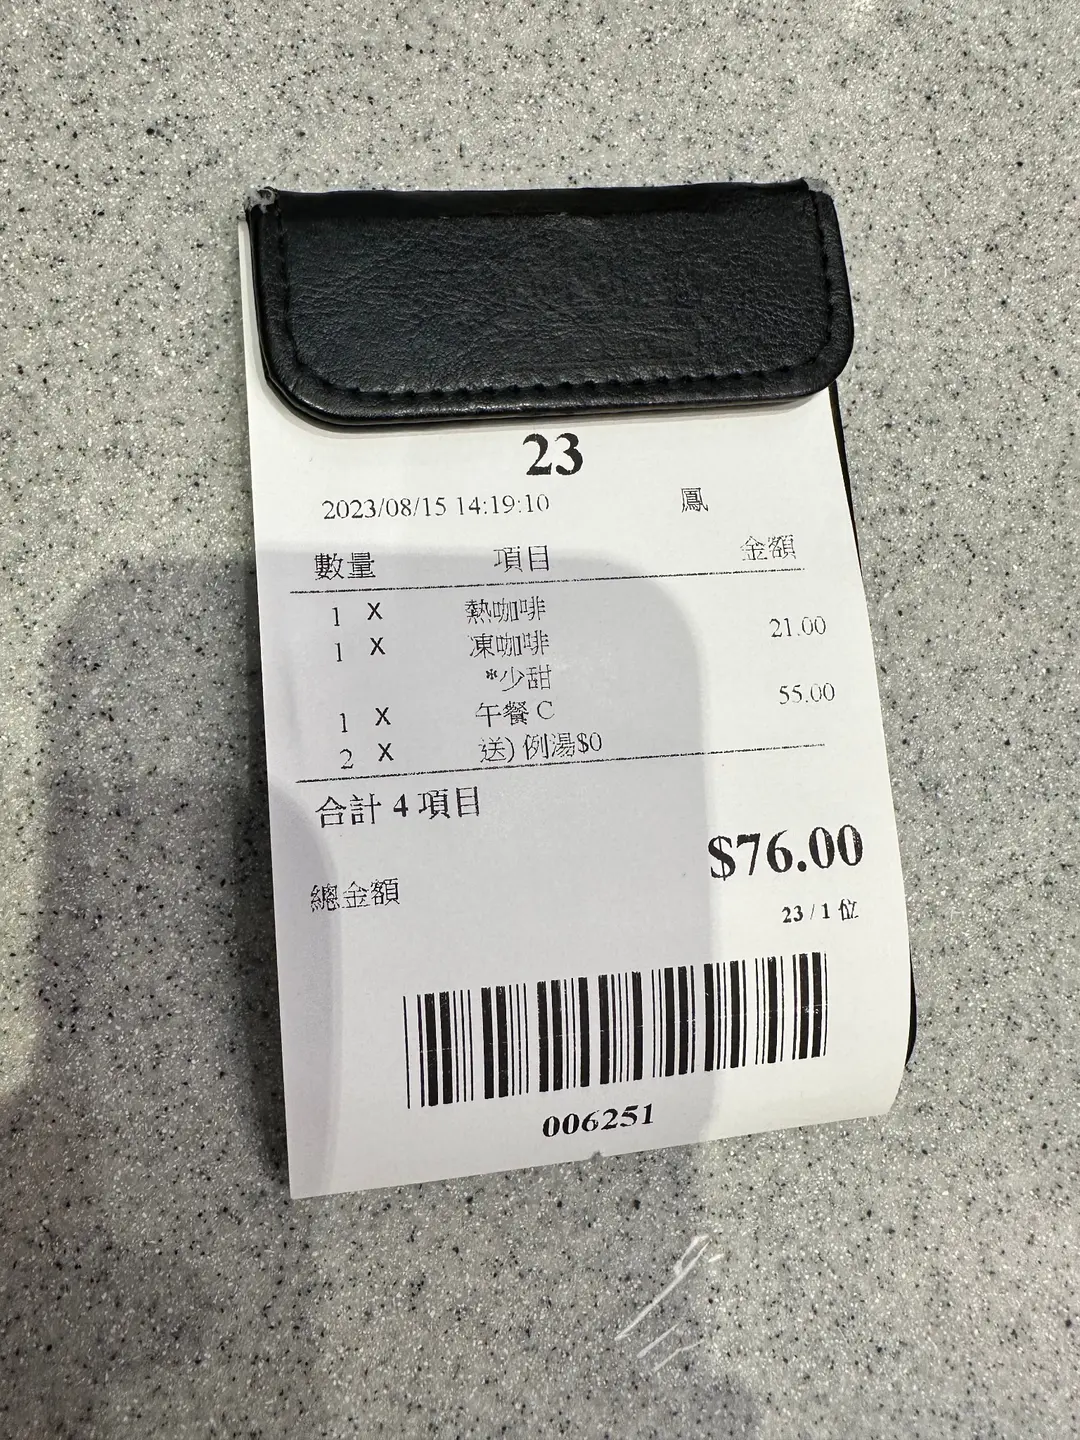 23
2023/08/15 14:19:10 鳳
數量 項目 金額
1 X 熱咖啡
1 X 凍咖啡 21.00
*少甜
1 X 午餐 C 55.00
2 X 送) 例湯$0
合計 4 項目
$76.00
總金額
23 / 1 位
006251